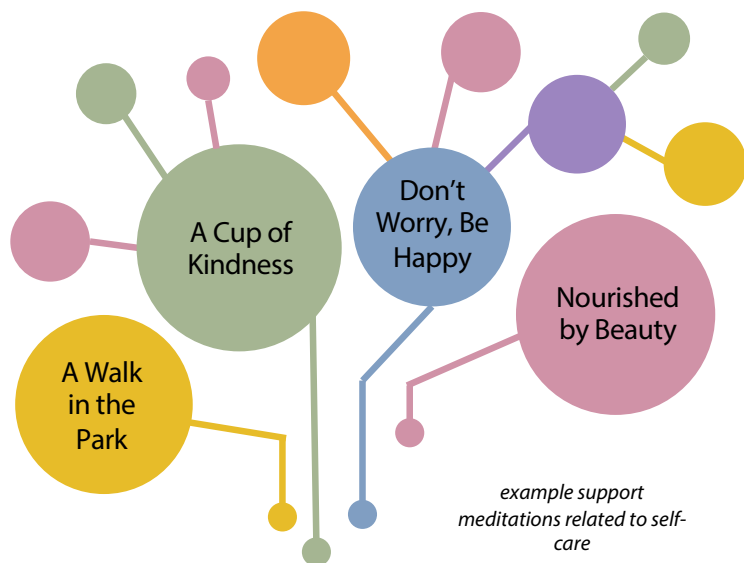 A Cup of
Kindness
Don’t
Worry, Be
Happy
Nourished
by Beauty
A Walk
in the
Park
example support
meditations related to self-
care